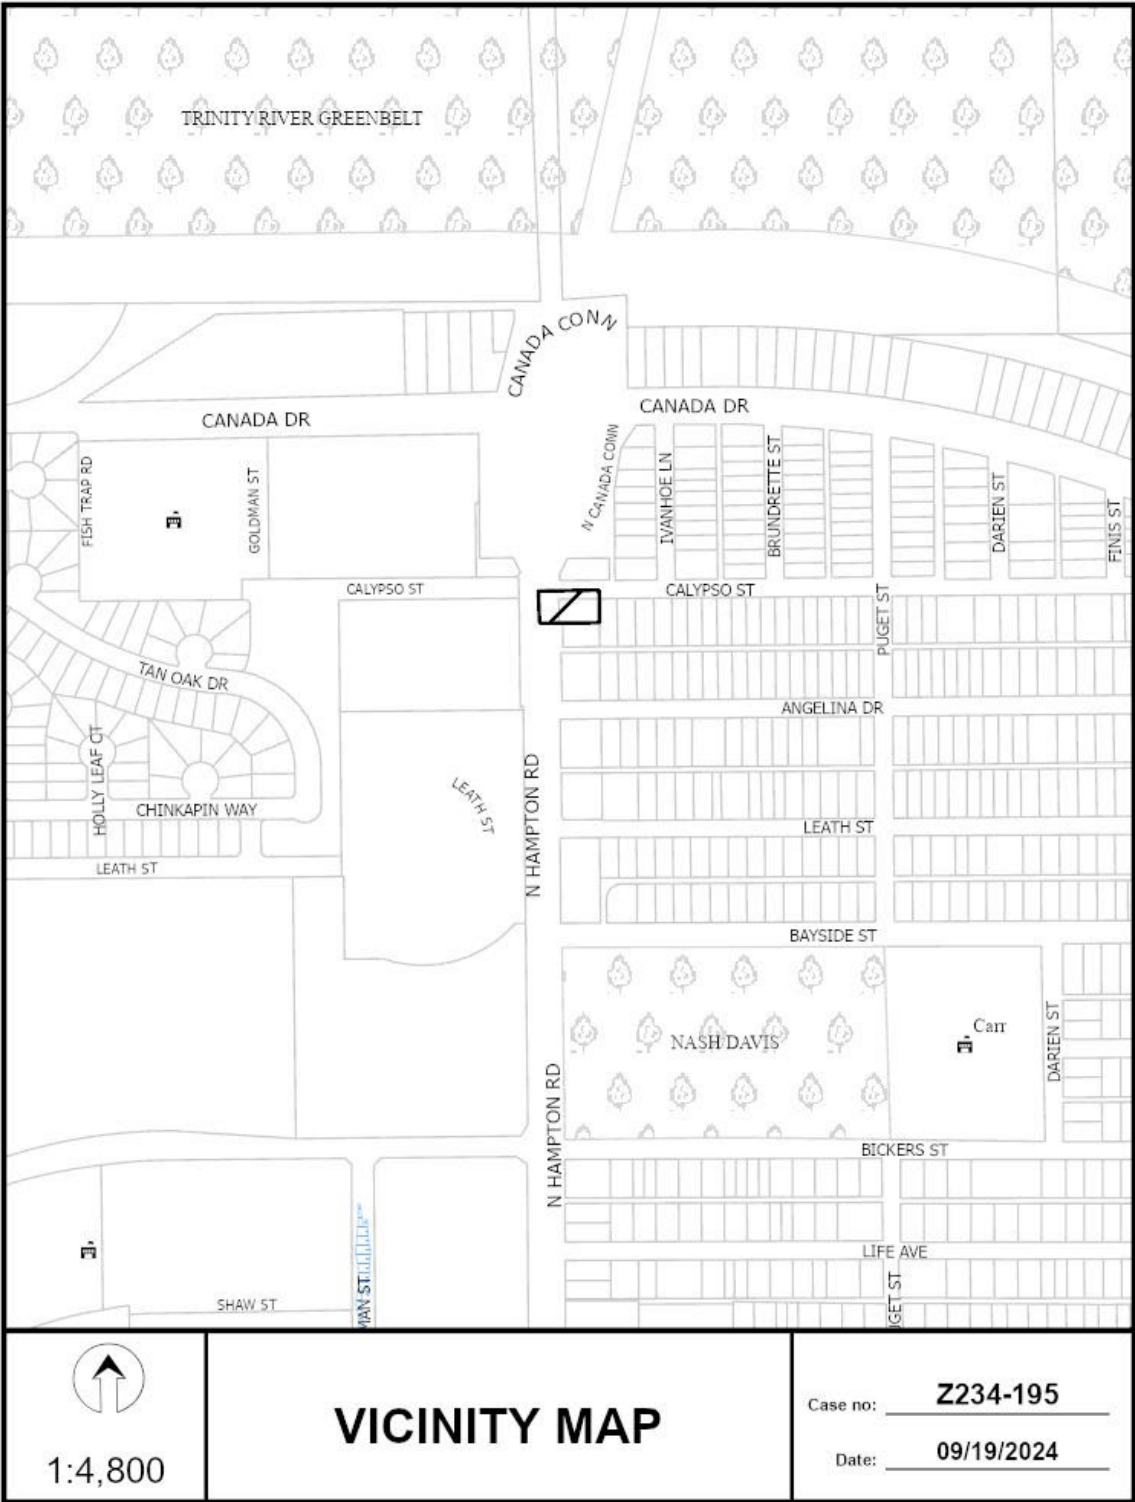 TRINITY RIVER GREENBELT
CANADA CONN
CANADA DR
CANADA DR
N CANADA CONN
FISH TRAP RD
GOLDMAN ST
IVANHOE LN
BRUNDRETTE ST
DARIEN ST
FINIS ST
CALYPSO ST
CALYPSO ST
PUGET ST
TAN OAK DR
ANGELINA DR
HOLLY LEAF CT
LEATH ST
N HAMPTON RD
CHINKAPIN WAY
LEATH ST
LEATH ST
BAYSIDE ST
NASH/DAVIS
Carr
DARIEN ST
N HAMPTON RD
BICKERS ST
LIFE AVE
SHAW ST
MAN ST
GET ST
1:4,800
VICINITY MAP
Case no: Z234-195
Date: 09/19/2024